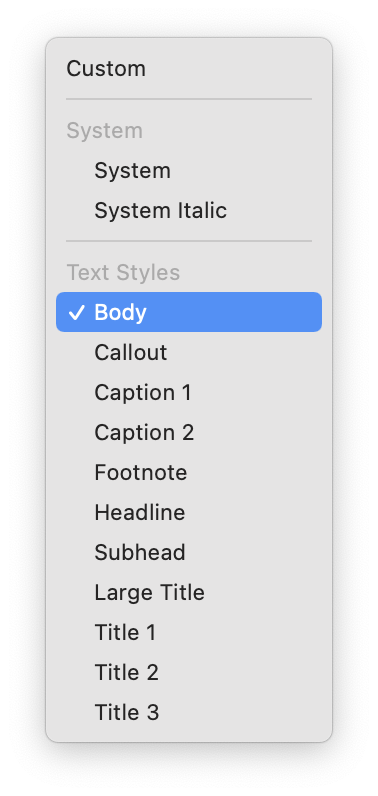 Custom
System
System
System Italic
Text Styles
✓ Body
Callout
Caption 1
Caption 2
Footnote
Headline
Subhead
Large Title
Title 1
Title 2
Title 3